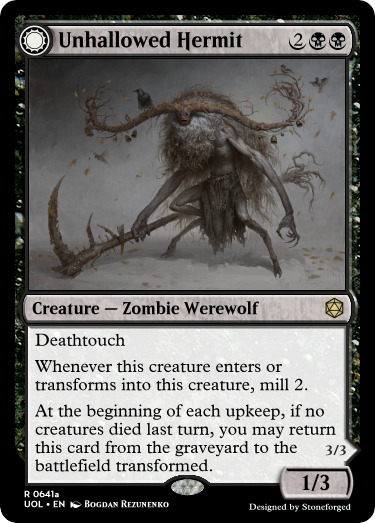 Unhallowed Hermit 2
Creature — Zombie Werewolf
Deathtouch
Whenever this creature enters or
transforms into this creature, mill 2.
At the beginning of each upkeep, if no
creatures died last turn, you may return
this card from the graveyard to the
battlefield transformed.
3/3
1/3
R 0641a
UOL • EN Bogdan Rezunenko
Designed by Stoneforged